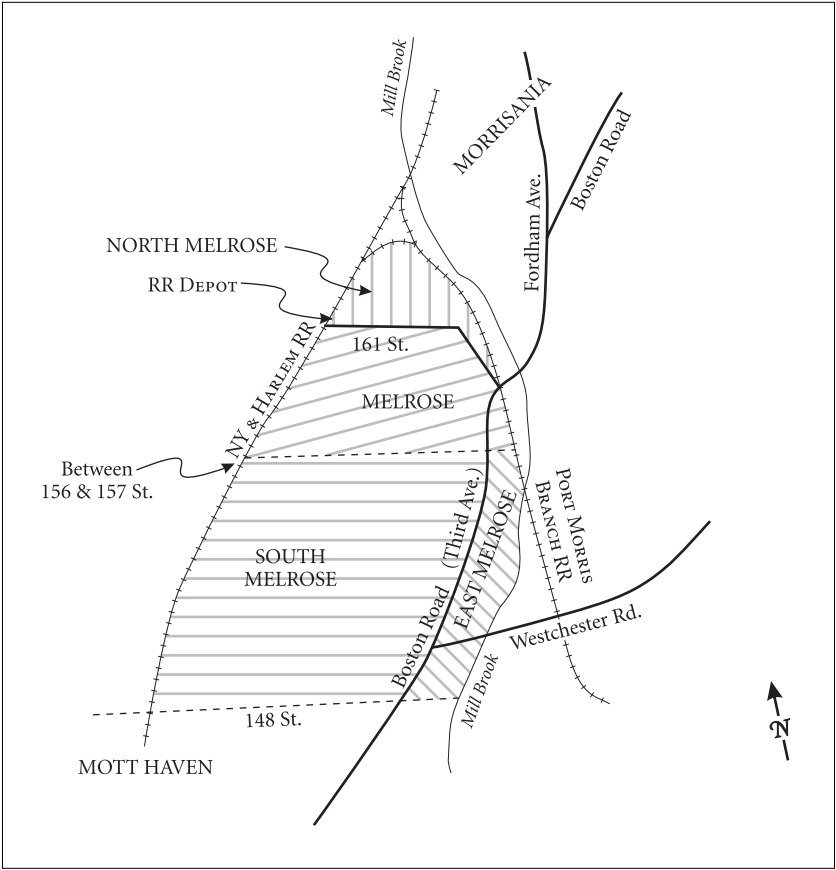 Mill Brook
MORRISANIA
Boston Road
Fordham Ave.
NORTH MELROSE
RR DEPOT
NY & HARLEM RR
161 St.
MELROSE
Between
156 & 157 St.
(Third Ave.)
EAST MELROSE
PORT MORRIS
BRANCH RR
SOUTH
MELROSE
Boston Road
Westchester Rd.
Mill Brook
148 St.
MOTT HAVEN
N